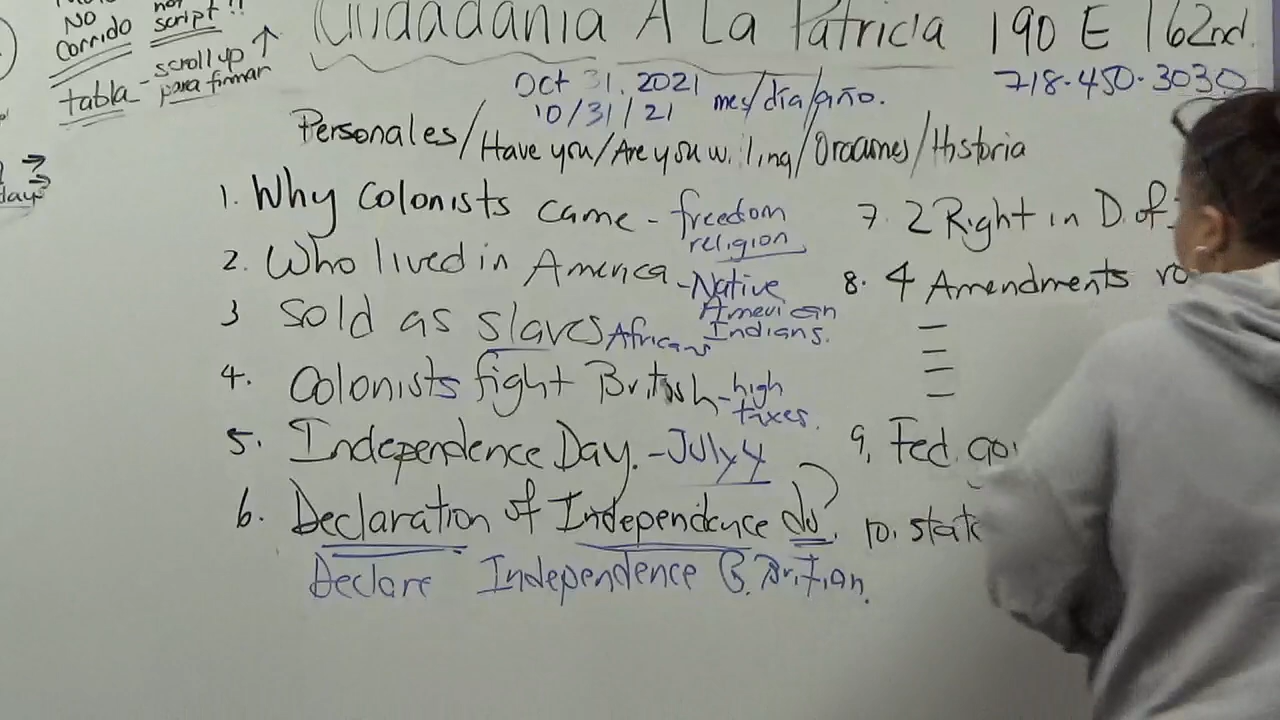 NO not
Corrido script !!
tabla - scroll up ↑
para firmar
days
Ciudadania A La Patricia 190 E 162nd
Oct 31. 2021
10/31/21 mes/día/año.
718.450.3030
Personales/Have you/Are you w.ling/Oraciones/Historia
1. Why Colonists came - freedom
religion
2. Who lived in America - Native
American
Indians.
3 Sold as slaves Africans
4. Colonists fight British - high
taxes.
5. Independence Day. - July 4
6. Declaration of Independence do?
Declare Independence G. Britian.
7. 2 Right in D. of
8. 4 Amendments
9. Fed.
10. state